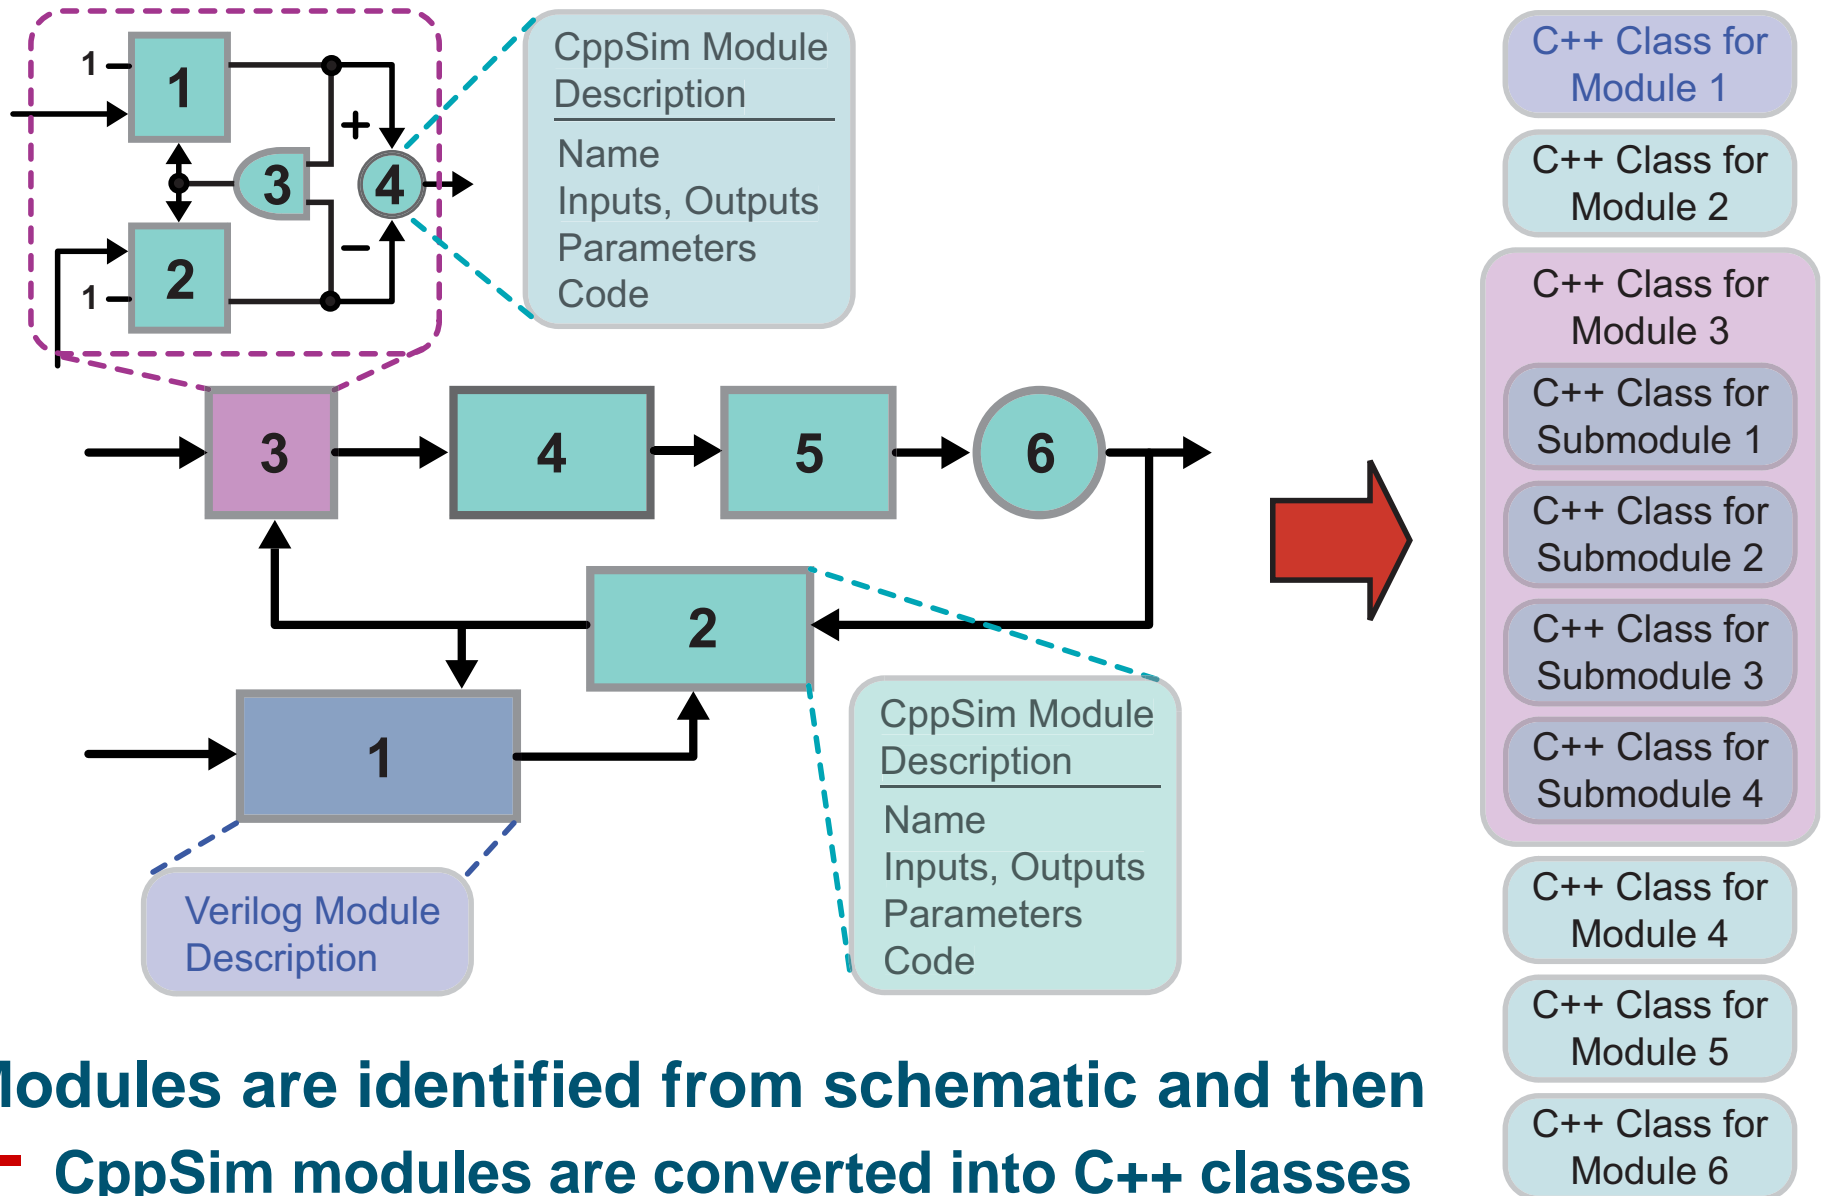 1
1
+
3
4
−
2
1
CppSim Module
Description
Name
Inputs, Outputs
Parameters
Code
3
4
5
6
2
1
CppSim Module
Description
Name
Inputs, Outputs
Parameters
Code
Verilog Module
Description
C++ Class for
Module 1
C++ Class for
Module 2
C++ Class for
Module 3
C++ Class for
Submodule 1
C++ Class for
Submodule 2
C++ Class for
Submodule 3
C++ Class for
Submodule 4
C++ Class for
Module 4
C++ Class for
Module 5
C++ Class for
Module 6
Modules are identified from schematic and then
CppSim modules are converted into C++ classes